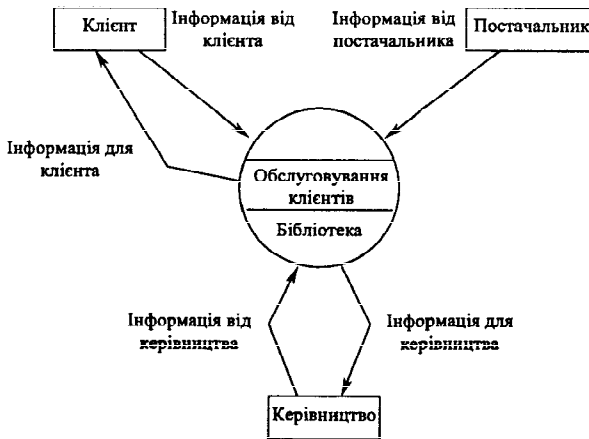 Клієнт
Інформація від
клієнта
Інформація від
постачальника
Постачальник
Інформація для
клієнта
Обслуговування
клієнтів
Бібліотека
Інформація від
керівництва
Інформація для
керівництва
Керівництво